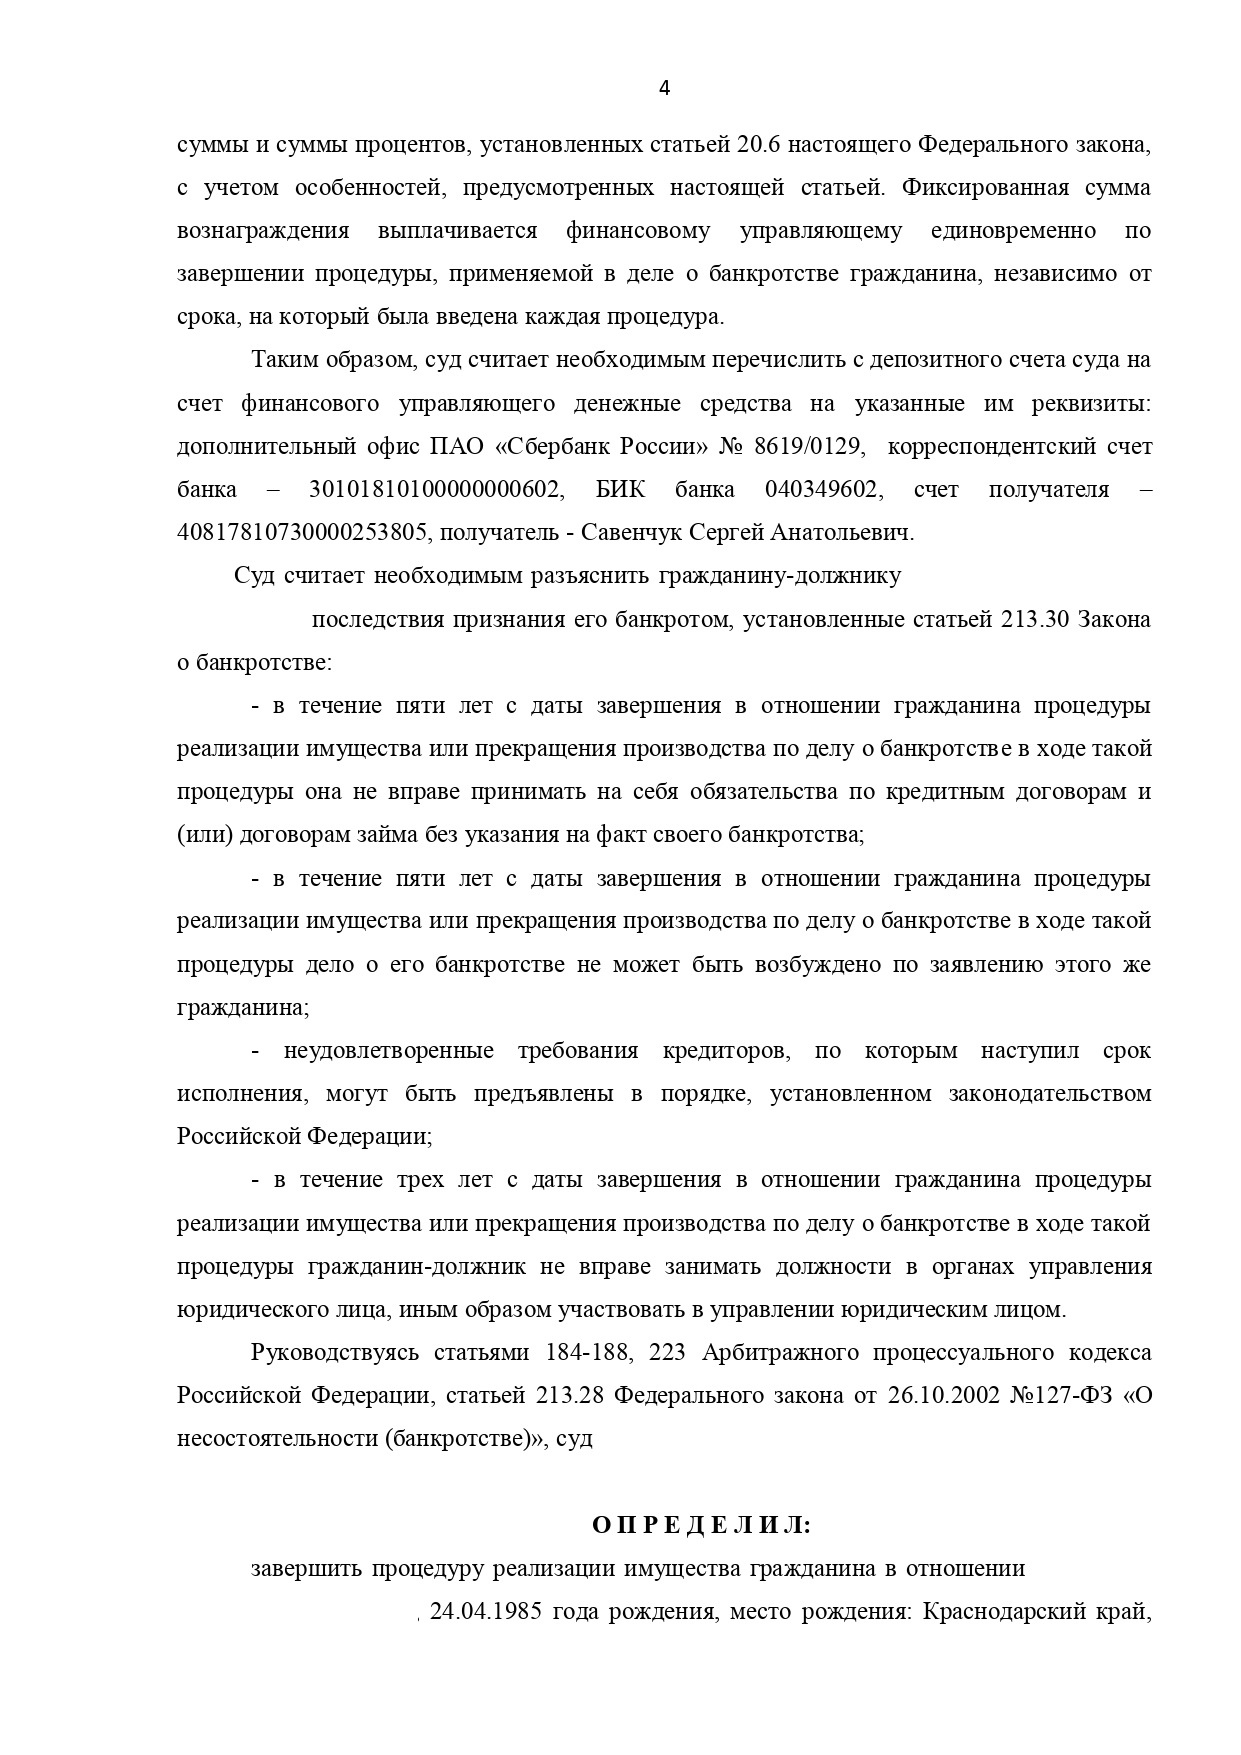 4
суммы и суммы процентов, установленных статьей 20.6 настоящего Федерального закона,
с учетом особенностей, предусмотренных настоящей статьей. Фиксированная сумма
вознаграждения выплачивается финансовому управляющему единовременно по
завершении процедуры, применяемой в деле о банкротстве гражданина, независимо от
срока, на который была введена каждая процедура.
Таким образом, суд считает необходимым перечислить с депозитного счета суда на
счет финансового управляющего денежные средства на указанные им реквизиты:
дополнительный офис ПАО «Сбербанк России» № 8619/0129, корреспондентский счет
банка – 30101810100000000602, БИК банка 040349602, счет получателя –
40817810730000253805, получатель - Савенчук Сергей Анатольевич.
Суд считает необходимым разъяснить гражданину-должнику
последствия признания его банкротом, установленные статьей 213.30 Закона
о банкротстве:
- в течение пяти лет с даты завершения в отношении гражданина процедуры
реализации имущества или прекращения производства по делу о банкротстве в ходе такой
процедуры она не вправе принимать на себя обязательства по кредитным договорам и
(или) договорам займа без указания на факт своего банкротства;
- в течение пяти лет с даты завершения в отношении гражданина процедуры
реализации имущества или прекращения производства по делу о банкротстве в ходе такой
процедуры дело о его банкротстве не может быть возбуждено по заявлению этого же
гражданина;
- неудовлетворенные требования кредиторов, по которым наступил срок
исполнения, могут быть предъявлены в порядке, установленном законодательством
Российской Федерации;
- в течение трех лет с даты завершения в отношении гражданина процедуры
реализации имущества или прекращения производства по делу о банкротстве в ходе такой
процедуры гражданин-должник не вправе занимать должности в органах управления
юридического лица, иным образом участвовать в управлении юридическим лицом.
Руководствуясь статьями 184-188, 223 Арбитражного процессуального кодекса
Российской Федерации, статьей 213.28 Федерального закона от 26.10.2002 №127-ФЗ «О
несостоятельности (банкротстве)», суд
О П Р Е Д Е Л И Л:
завершить процедуру реализации имущества гражданина в отношении
, 24.04.1985 года рождения, место рождения: Краснодарский край,